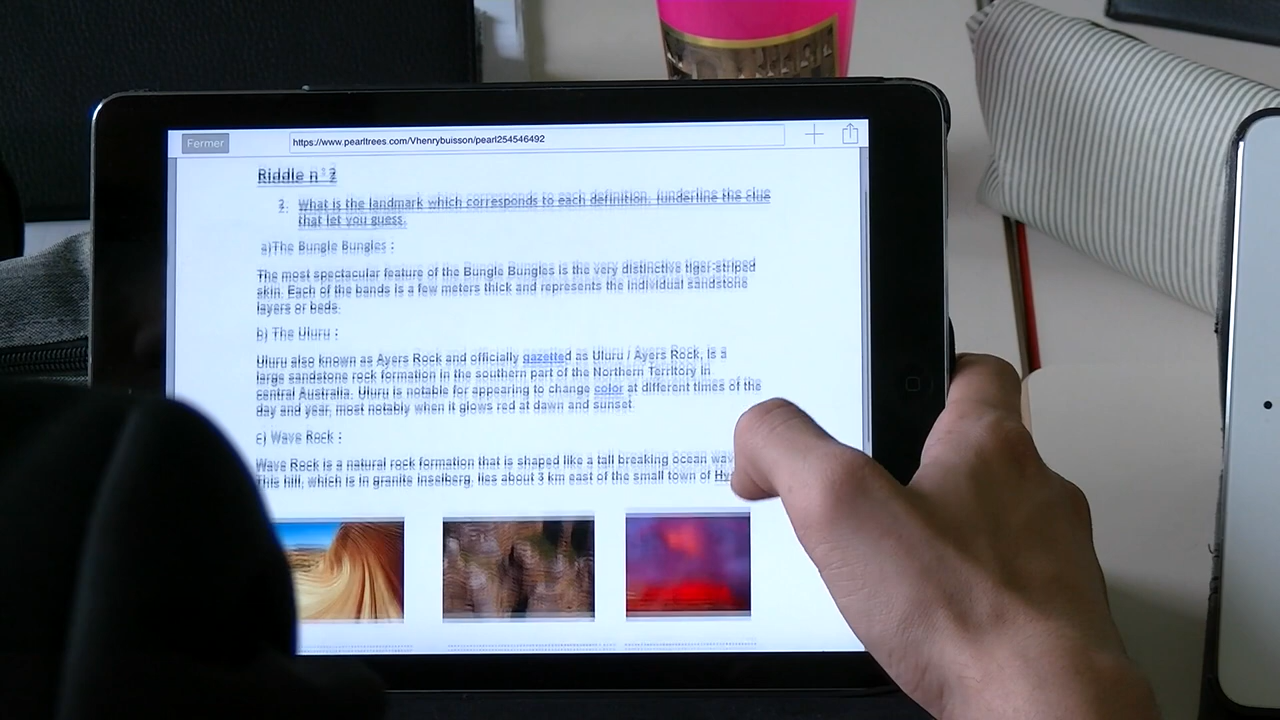 Fermer
https://www.pearltrees.com/Vhenrybuisson/pearl254546492
Riddle n°2
What is the landmark which corresponds to each definition. (underline the clue
that let you guess.
a)The Bungle Bungles :
The most spectacular feature of the Bungle Bungles is the very distinctive tiger-striped
skin. Each of the bands is a few meters thick and represents the individual sandstone
layers or beds.
b) The Uluru :
Uluru also known as Ayers Rock and officially gazetted as Uluru / Ayers Rock, is a
large sandstone rock formation in the southern part of the Northern Territory in
central Australia. Uluru is notable for appearing to change color at different times of the
day and year, most notably when it glows red at dawn and sunset.
c) Wave Rock :
Wave Rock is a natural rock formation that is shaped like a tall breaking ocean
This hill, which is in granite inselberg, lies about 3 km east of the small town of